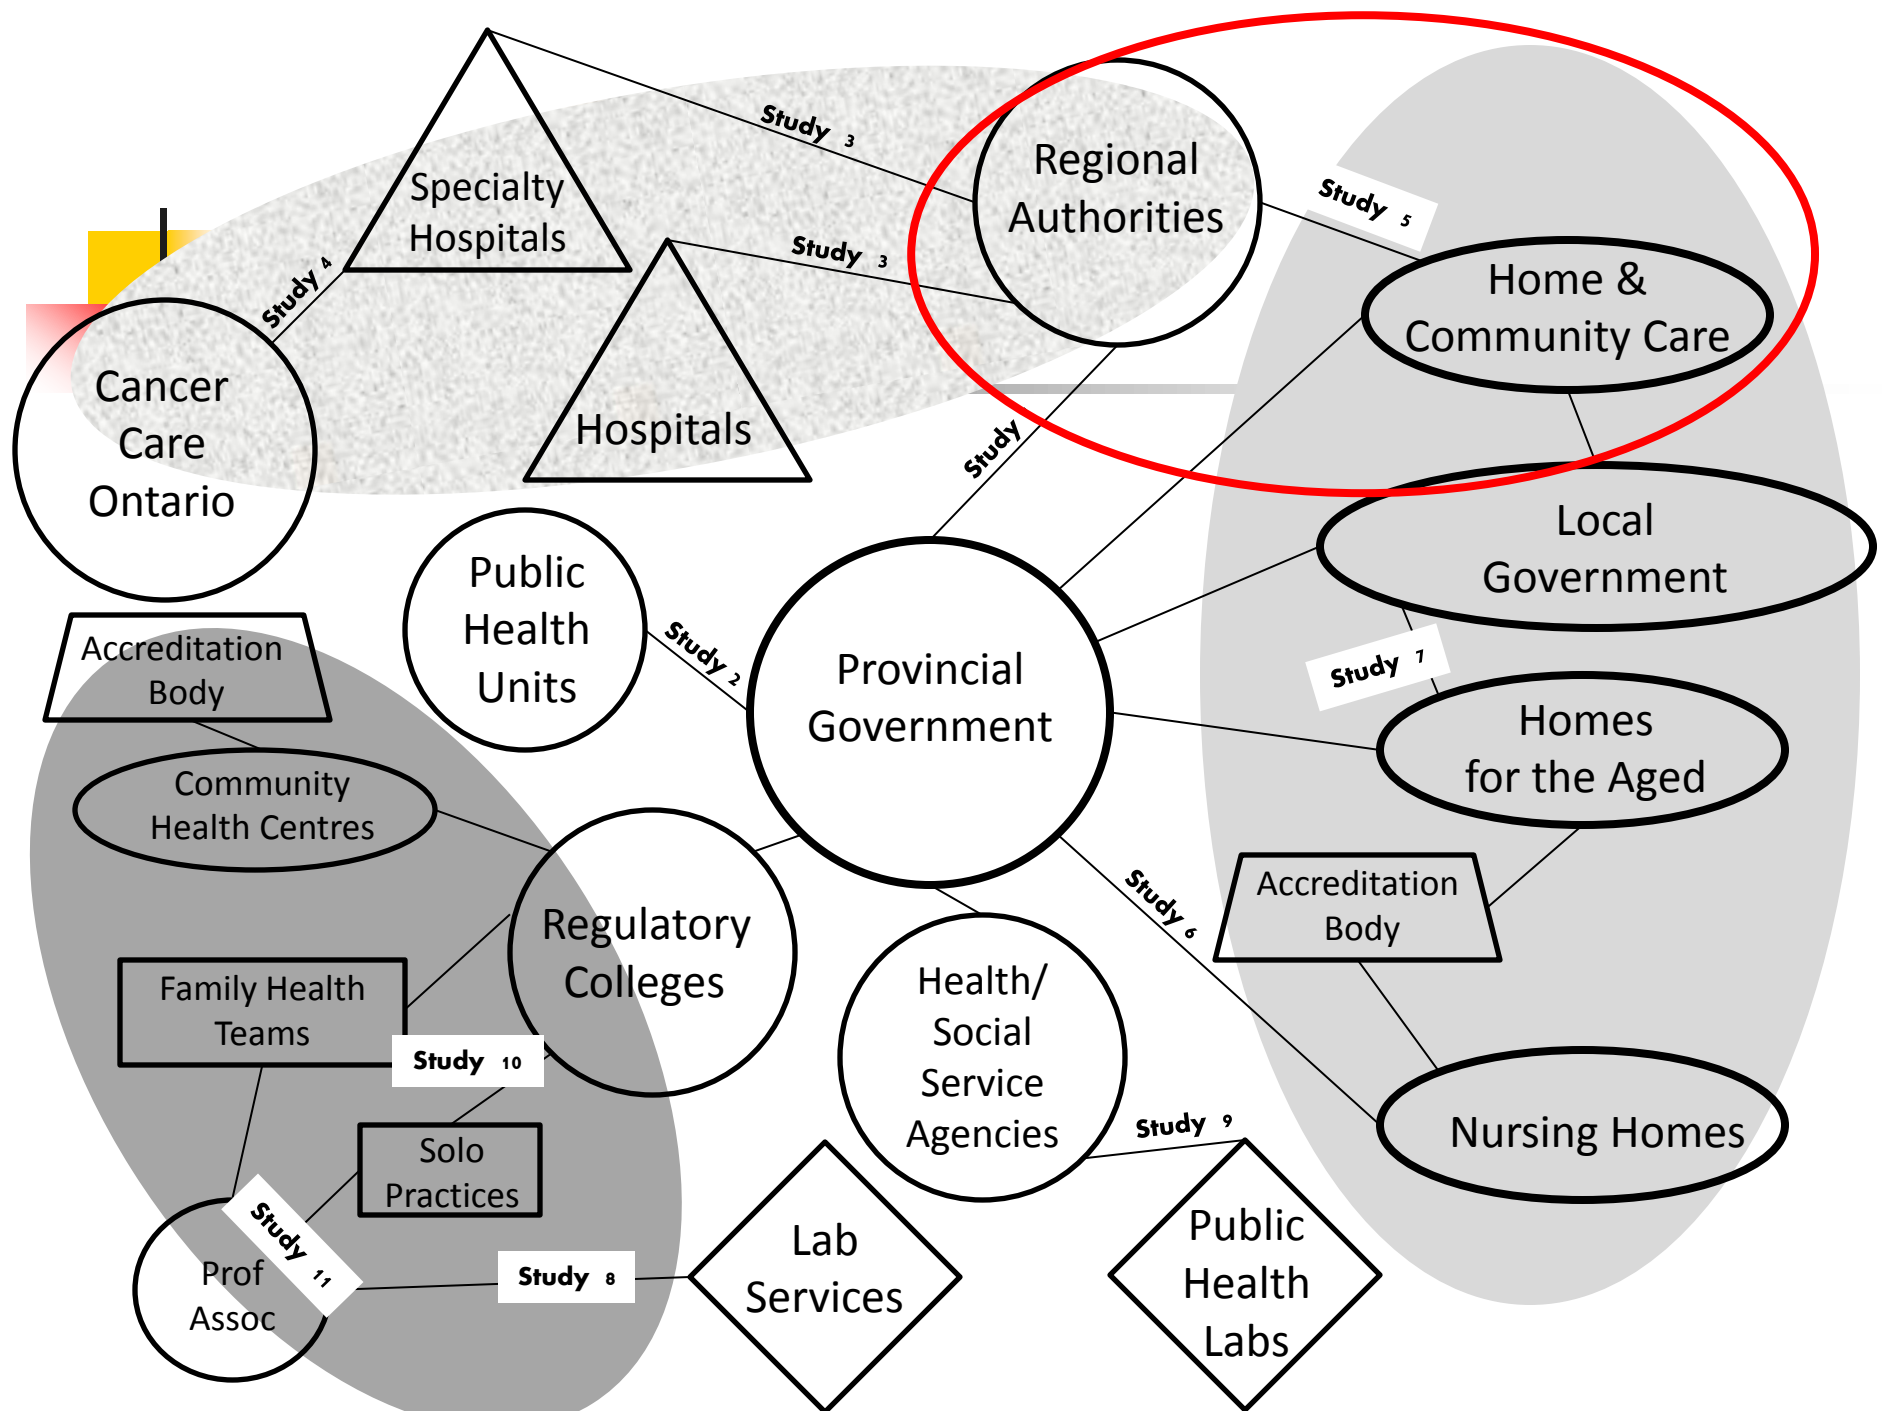 Study 3
Specialty
Hospitals
Regional
Authorities
Study 5
Study 3
Home &
Community Care
Study 4
Cancer
Care
Ontario
Hospitals
Study
Local
Government
Public
Health
Units
Study 2
Provincial
Government
Study 7
Homes
for the Aged
Accreditation
Body
Community
Health Centres
Regulatory
Colleges
Study 6
Accreditation
Body
Family Health
Teams
Study 10
Health/
Social
Service
Agencies
Study 9
Nursing Homes
Solo
Practices
Study 11
Prof
Assoc
Study 8
Lab
Services
Public
Health
Labs